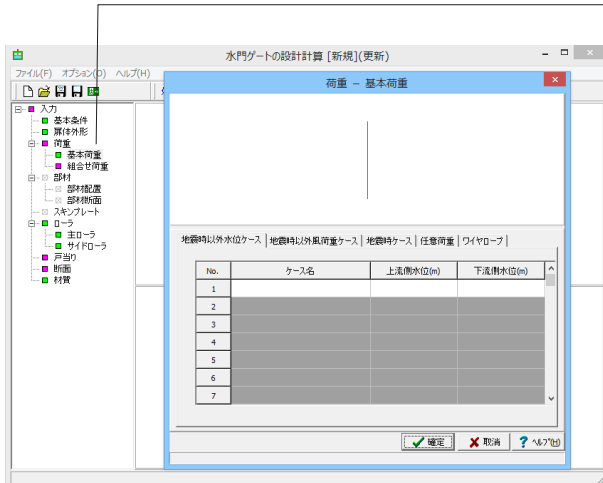 水門ゲートの設計計算 [新規](更新)
ファイル(F) オプション(O) ヘルプ(H)
荷重 － 基本荷重
入力
基本条件
扉体外形
荷重
基本荷重
組合せ荷重
部材
部材配置
部材断面
スキンプレート
ローラ
主ローラ
サイドローラ
戸当り
断面
材質
地震時以外水位ケース 地震時以外風荷重ケース 地震時ケース 任意荷重 ワイヤロープ
No. ケース名 上流側水位(m) 下流側水位(m)
1
2
3
4
5
6
7
確定 取消 ヘルプ(H)